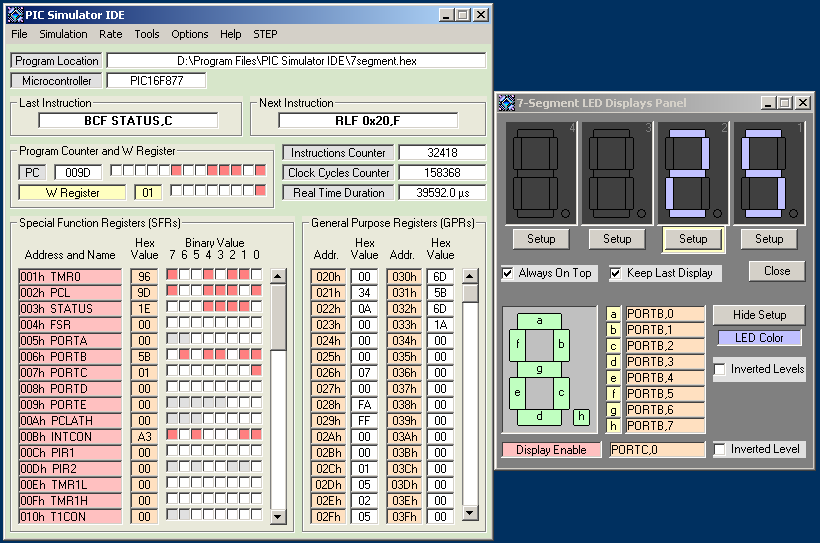 PIC Simulator IDE
File Simulation Rate Tools Options Help STEP
Program Location D:\Program Files\PIC Simulator IDE\7segment.hex
Microcontroller PIC16F877
Last Instruction Next Instruction
BCF STATUS,C RLF 0x20,F
Program Counter and W Register
PC 009D
W Register 01
Instructions Counter 32418
Clock Cycles Counter 158368
Real Time Duration 39592.0 µs
Special Function Registers (SFRs)
Hex Binary Value
Address and Name Value 7 6 5 4 3 2 1 0
001h TMR0 96
002h PCL 9D
003h STATUS 1E
004h FSR 00
005h PORTA 00
006h PORTB 5B
007h PORTC 01
008h PORTD 00
009h PORTE 00
00Ah PCLATH 00
00Bh INTCON A3
00Ch PIR1 00
00Dh PIR2 00
00Eh TMR1L 00
00Fh TMR1H 00
010h T1CON 00
General Purpose Registers (GPRs)
Hex Hex
Addr. Value Addr. Value
020h 00 030h 6D
021h 34 031h 5B
022h 0A 032h 6D
023h 00 033h 1A
024h 00 034h 00
025h 00 035h 00
026h 07 036h 00
027h 00 037h 00
028h FA 038h 00
029h FF 039h 00
02Ah 00 03Ah 00
02Bh 00 03Bh 00
02Ch 01 03Ch 00
02Dh 05 03Dh 00
02Eh 02 03Eh 00
02Fh 05 03Fh 00
7-Segment LED Displays Panel
4 3 2 1
2 5
Setup Setup Setup Setup
Always On Top Keep Last Display Close
a
f b
g
e c
d h
a PORTB,0
b PORTB,1
c PORTB,2
d PORTB,3
e PORTB,4
f PORTB,5
g PORTB,6
h PORTB,7
Hide Setup
LED Color
Inverted Levels
Display Enable PORTC,0 Inverted Level